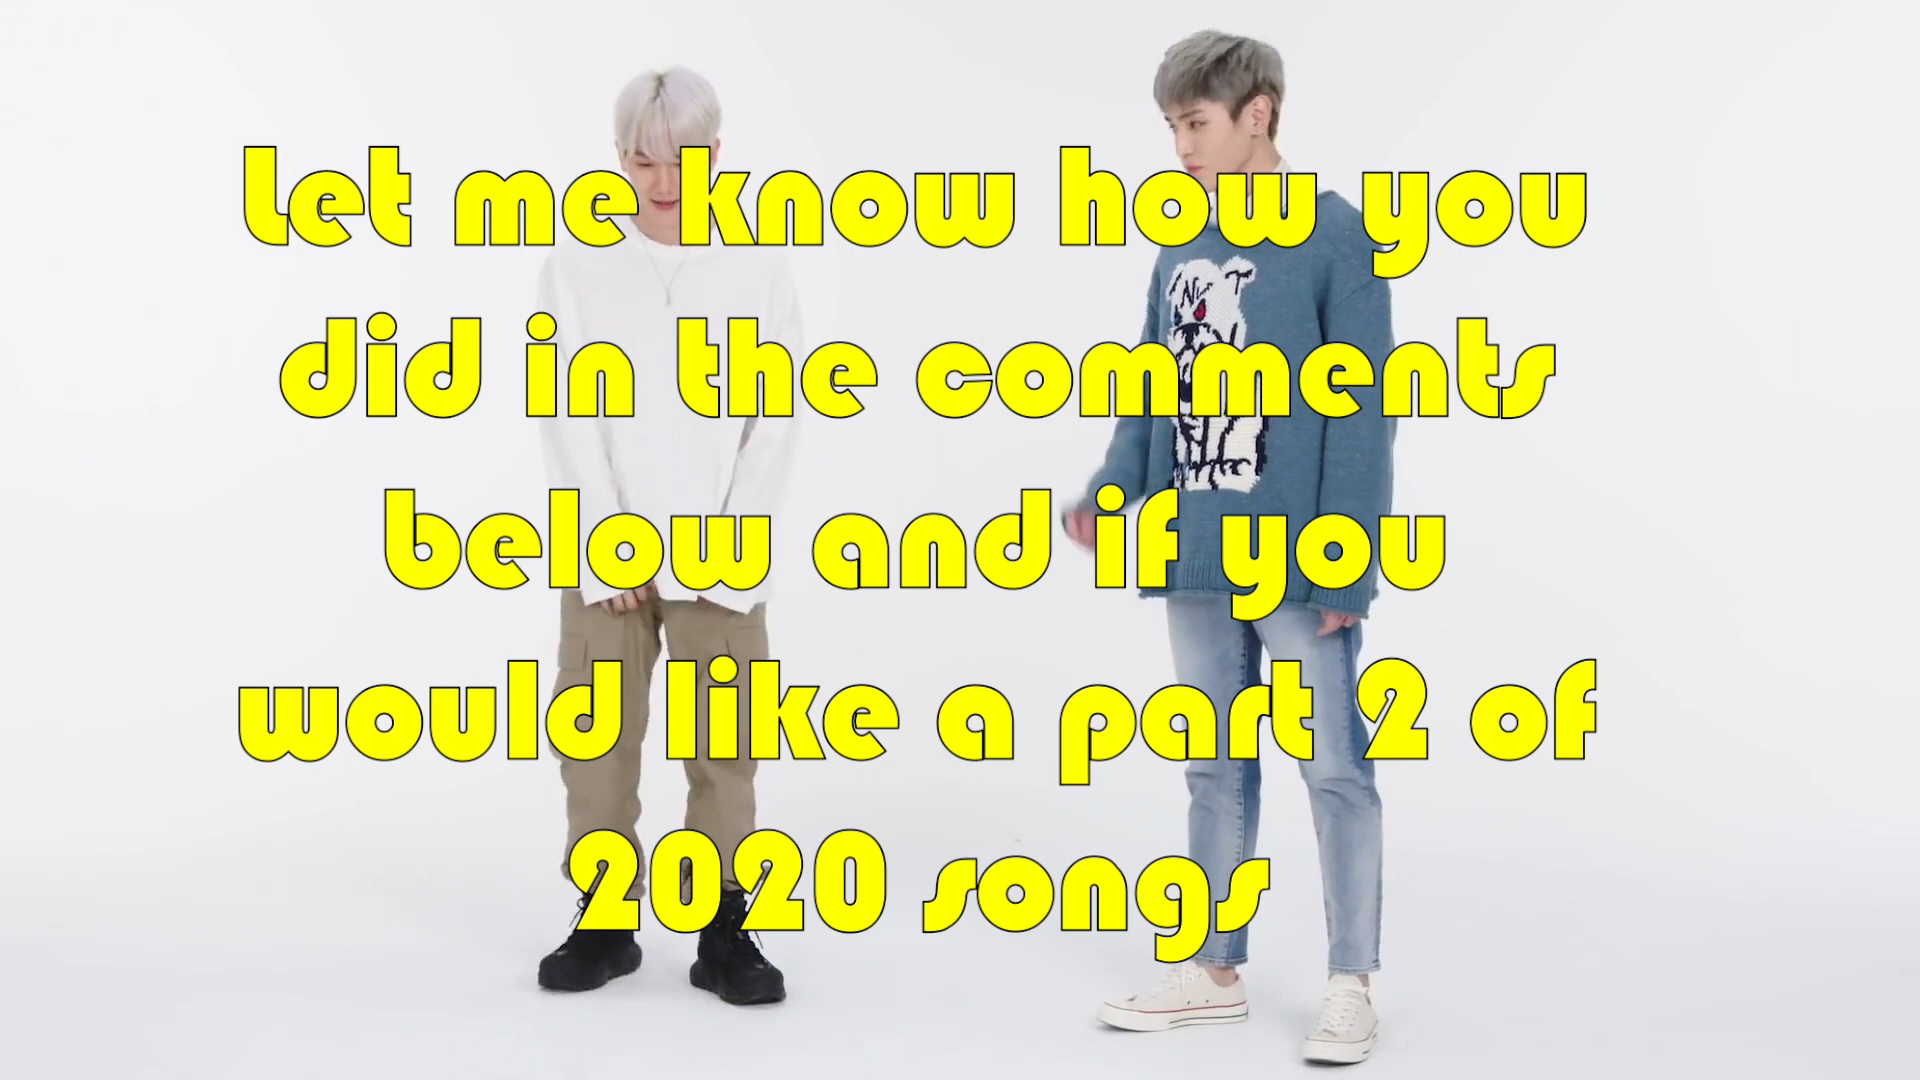 Let me know how you
did in the comments
below and if you
would like a part 2 of
2020 songs